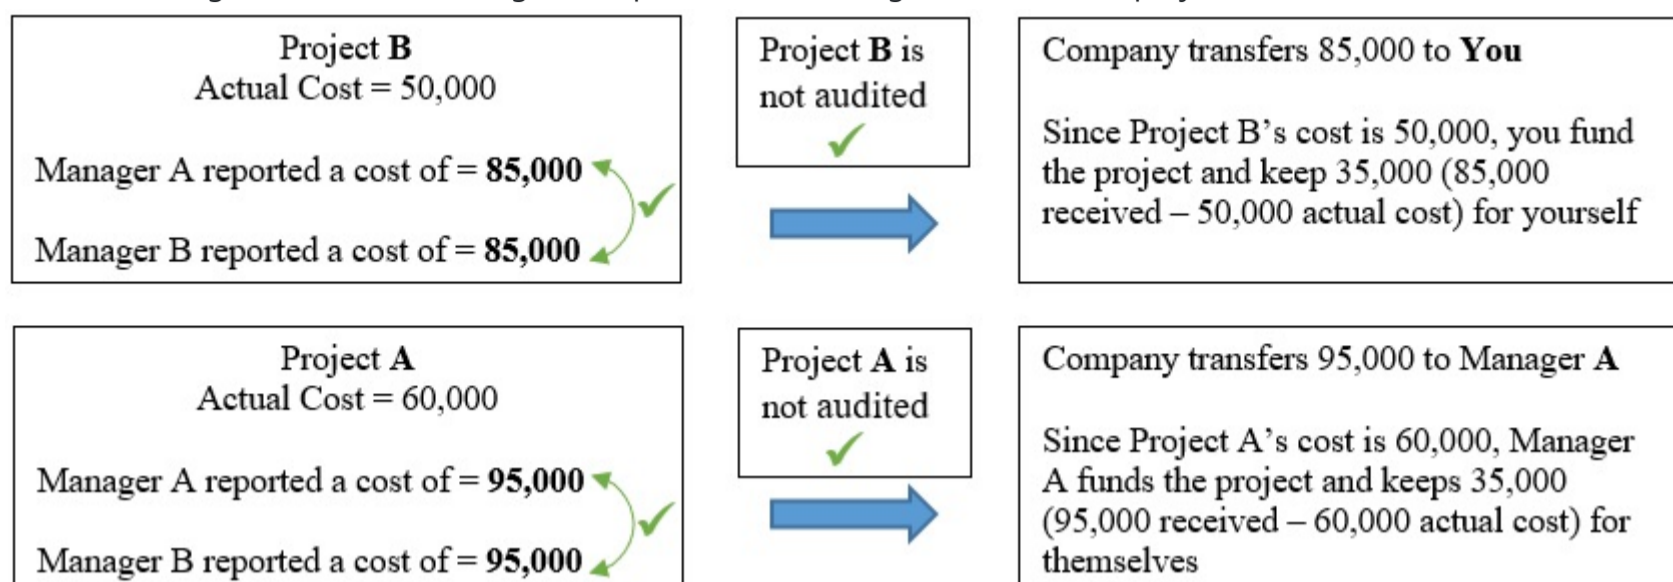 Project B
Actual Cost = 50,000
Manager A reported a cost of = 85,000
Manager B reported a cost of = 85,000
Project B is
not audited
Company transfers 85,000 to You
Since Project B’s cost is 50,000, you fund
the project and keep 35,000 (85,000
received – 50,000 actual cost) for yourself
Project A
Actual Cost = 60,000
Manager A reported a cost of = 95,000
Manager B reported a cost of = 95,000
Project A is
not audited
Company transfers 95,000 to Manager A
Since Project A’s cost is 60,000, Manager
A funds the project and keeps 35,000
(95,000 received – 60,000 actual cost) for
themselves